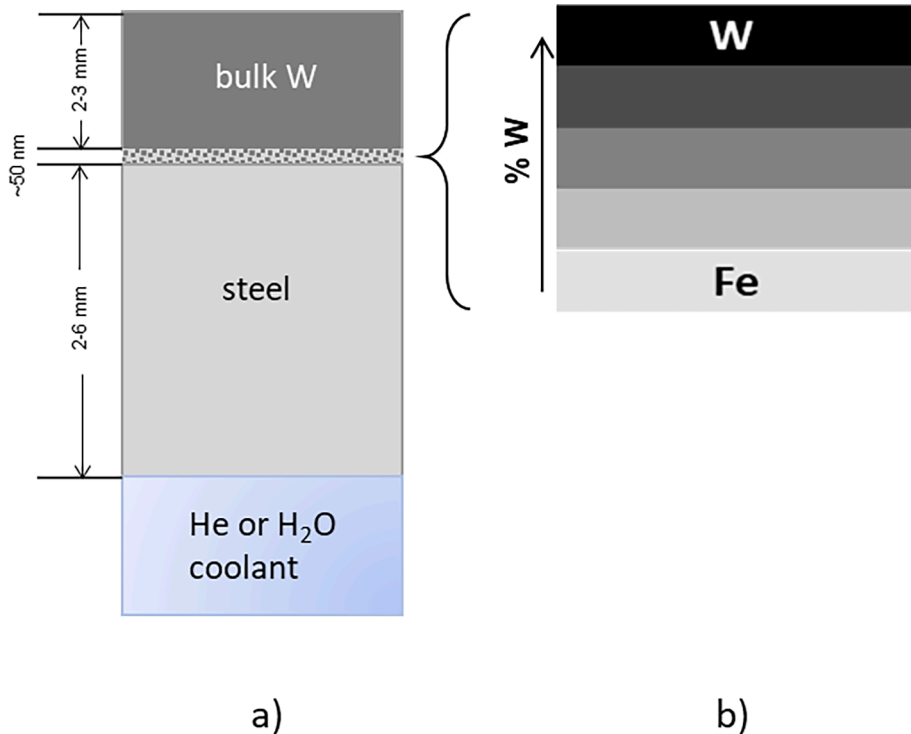 bulk W
2-3 mm
~50 nm
steel
2-6 mm
He or H₂O
coolant
a)
W
% W
Fe
b)